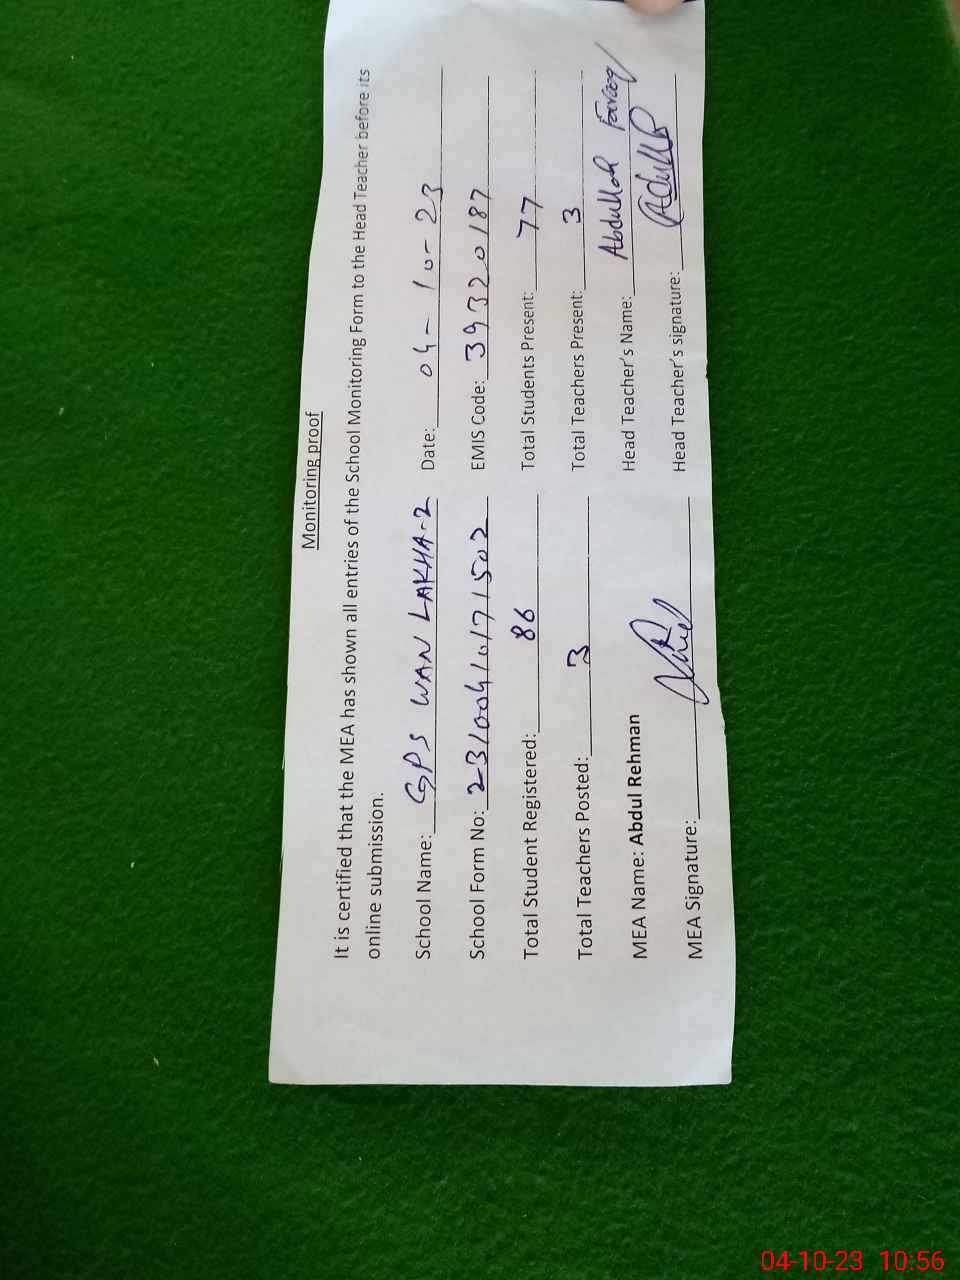 Monitoring proof
It is certified that the MEA has shown all entries of the School Monitoring Form to the Head Teacher before its
online submission.
School Name: GPS WAN LAKHA-2 Date: 04-10-23
School Form No: 23100410171502 EMIS Code: 39320187
Total Student Registered: 86 Total Students Present: 77
Total Teachers Posted: 3 Total Teachers Present: 3
MEA Name: Abdul Rehman Head Teacher's Name: Abdullah Farooq
MEA Signature: Head Teacher's signature:
04-10-23 10:56